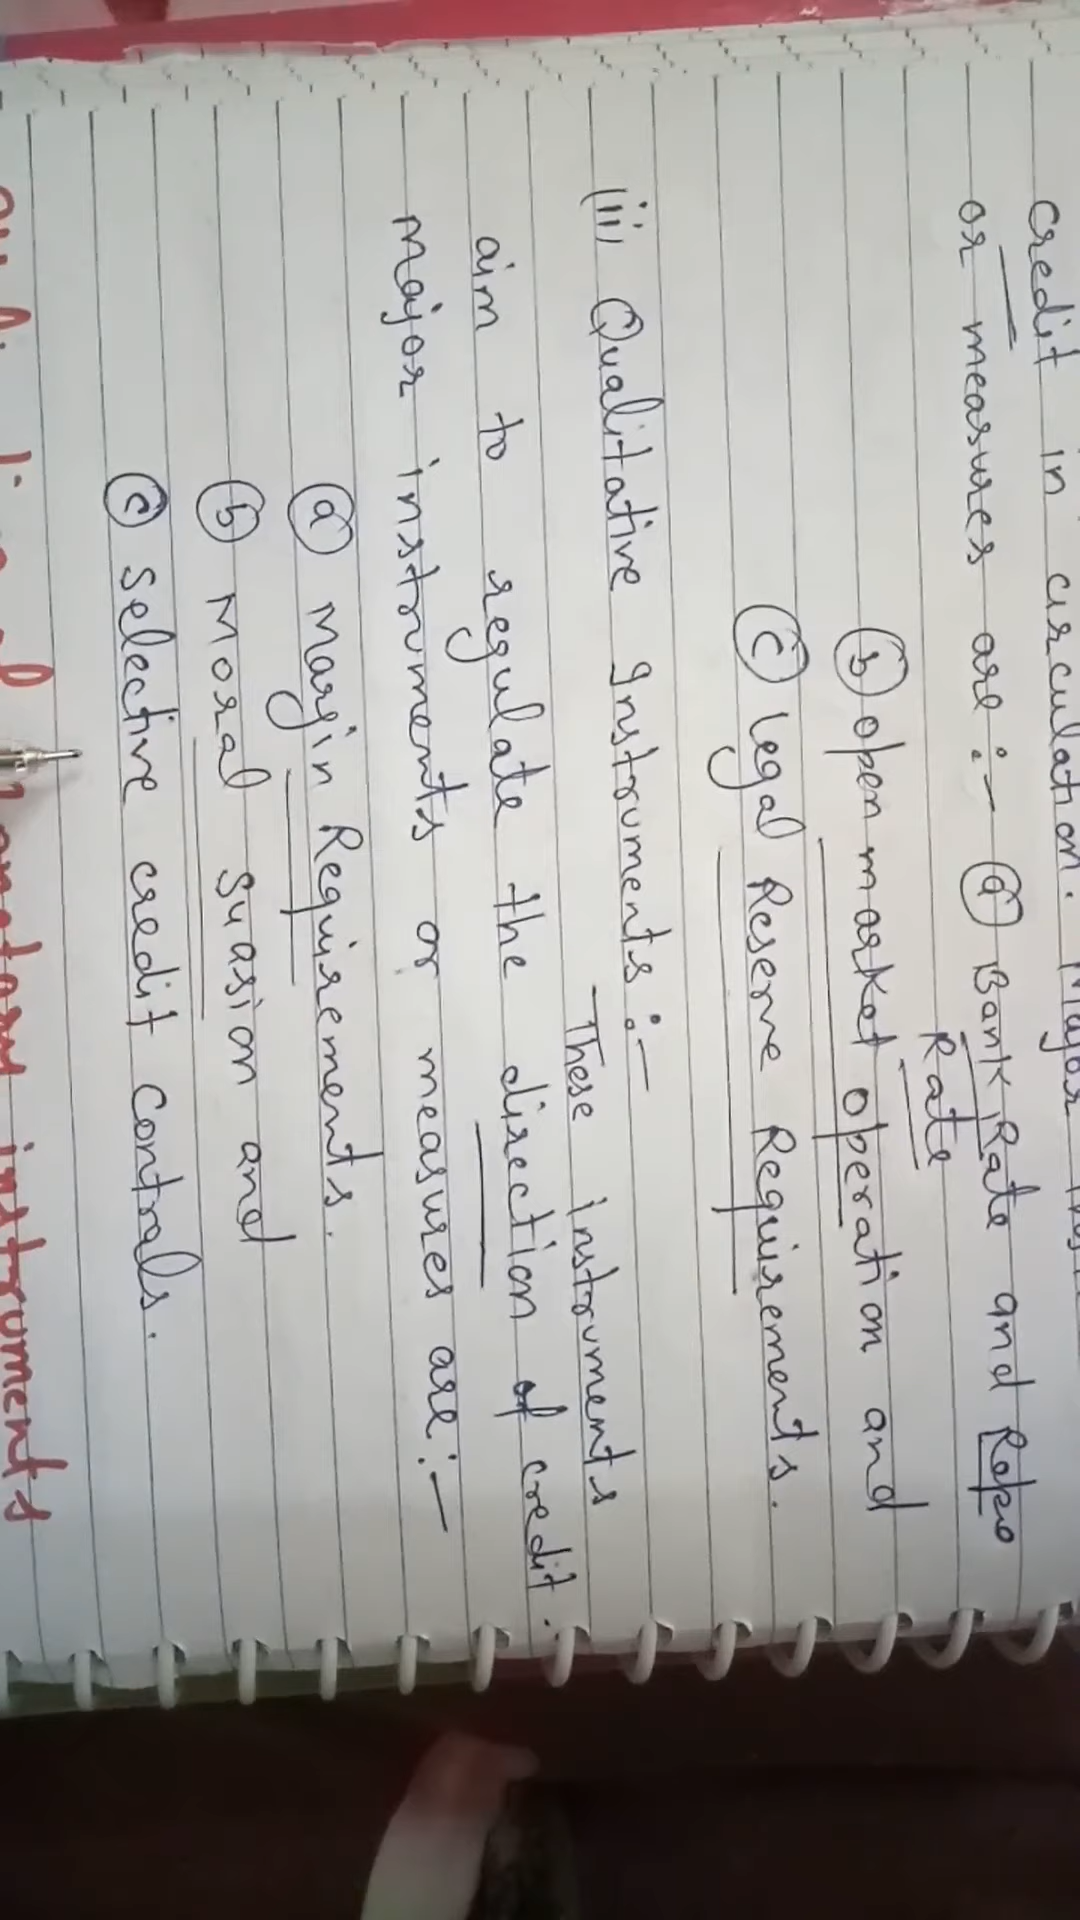 credit in circulation. Major
or measures are :- (a) Bank Rate and Repo
Rate
(b) open market operation and
(c) legal Reserve Requirements.
(ii) Qualitative Instruments :-
These instruments
aim to regulate the direction of credit.
major instruments or measures are :-
(a) Margin Requirements.
(b) Moral suasion and
(c) selective credit controls.
instruments